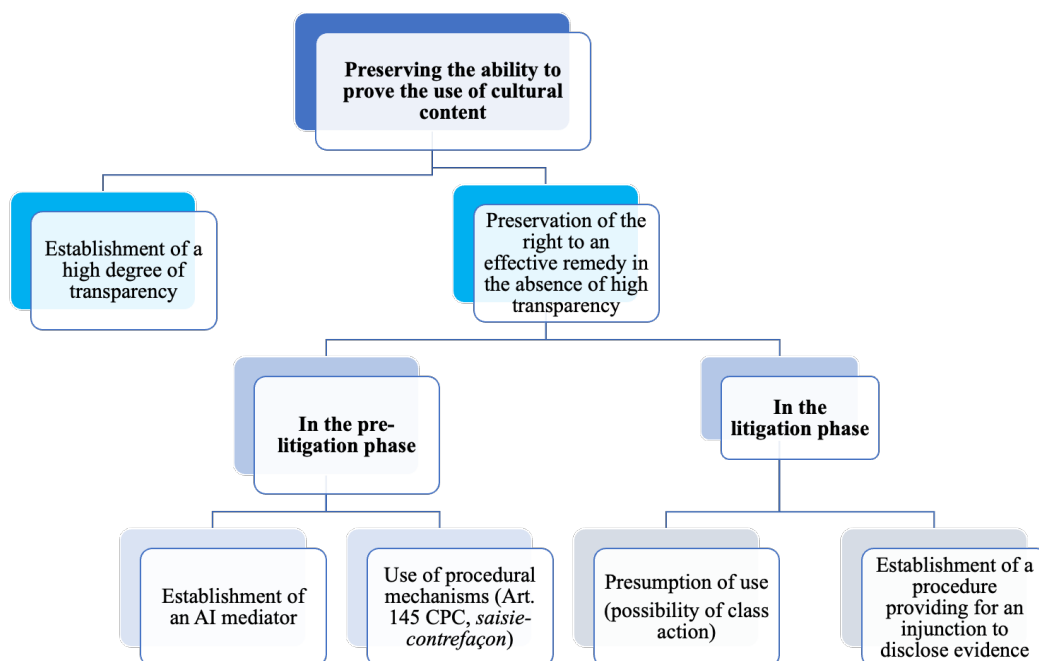 Preserving the ability to
prove the use of cultural
content
Establishment of a
high degree of
transparency
Preservation of the
right to an
effective remedy in
the absence of high
transparency
In the pre-
litigation phase
In the
litigation phase
Establishment of
an AI mediator
Use of procedural
mechanisms (Art.
145 CPC, saisie-
contrefaçon)
Presumption of use
(possibility of class
action)
Establishment of a
procedure
providing for an
injunction to
disclose evidence